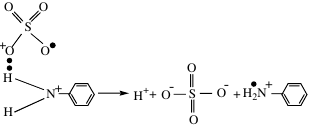 O O
S
+O O•
H
N+ H+ + O- – S – O- + H2N+
O
O
H